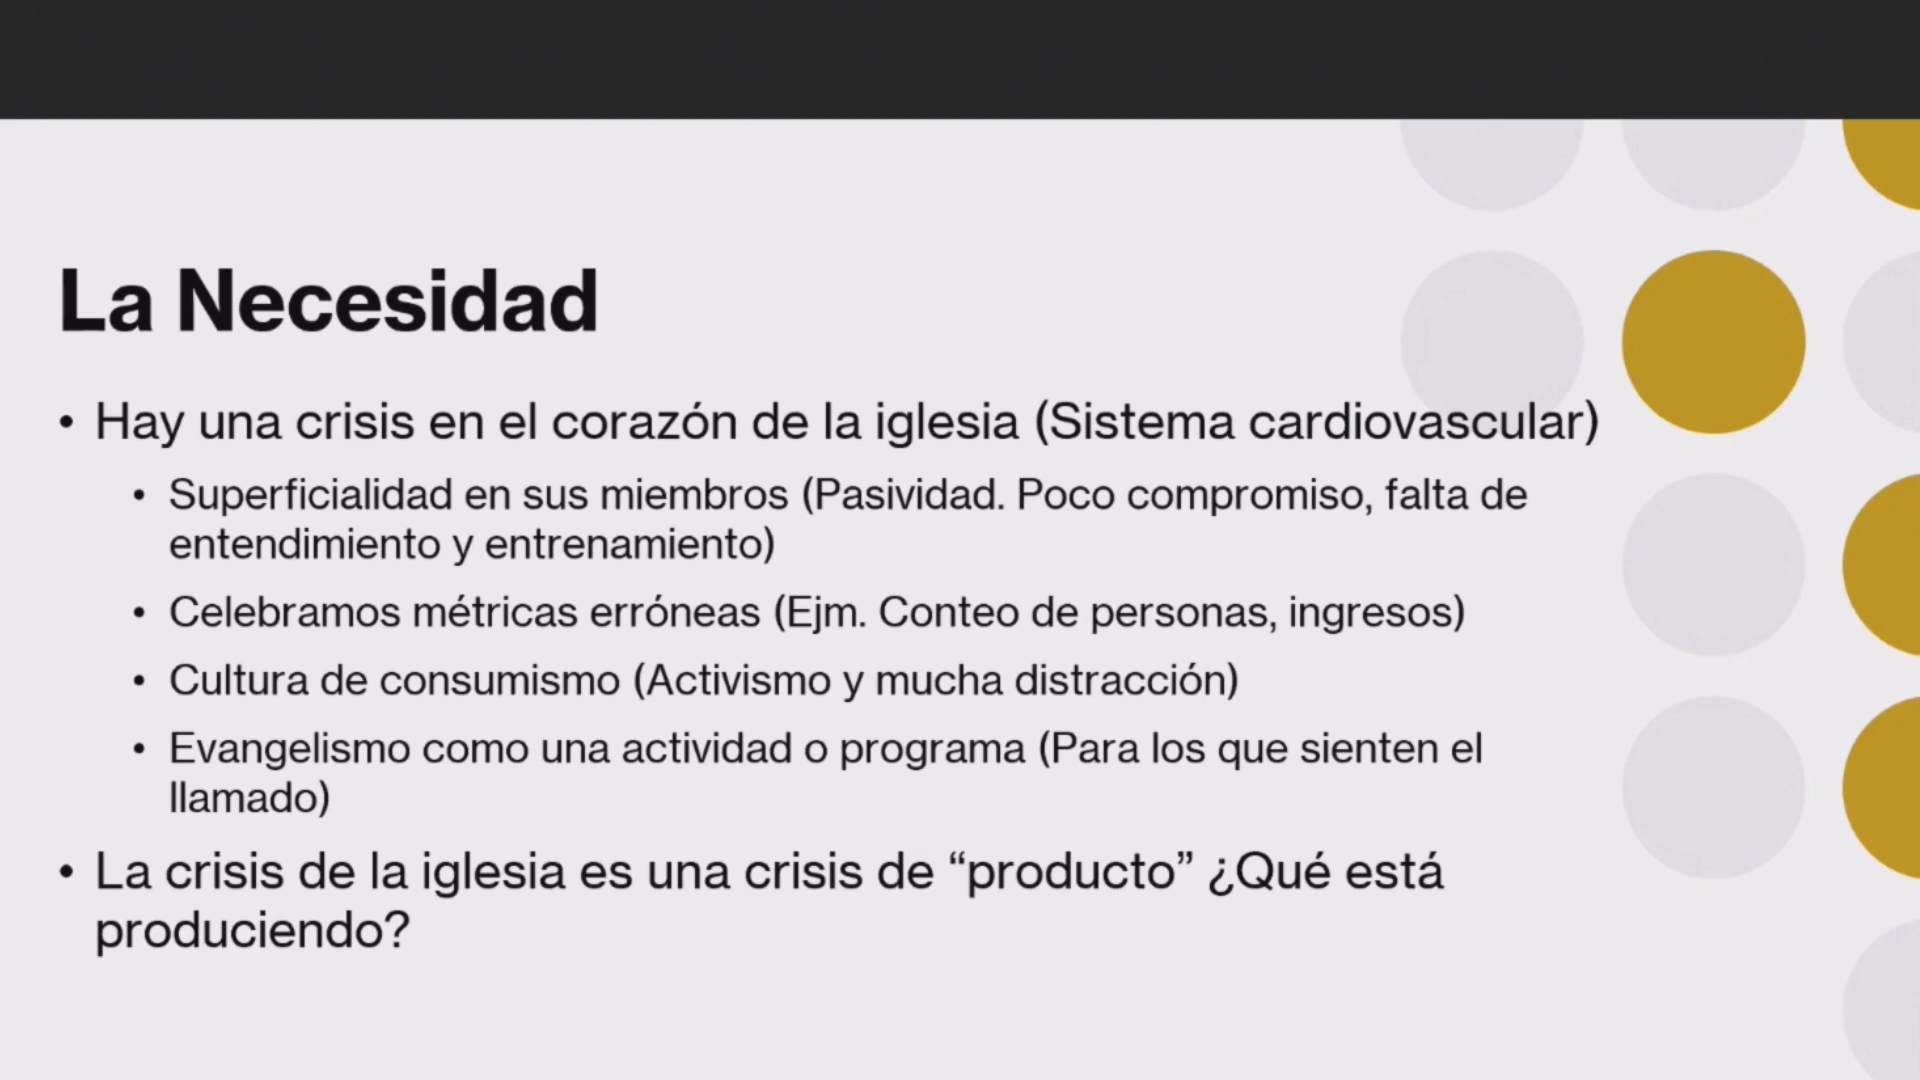 La Necesidad
• Hay una crisis en el corazón de la iglesia (Sistema cardiovascular)
• Superficialidad en sus miembros (Pasividad. Poco compromiso, falta de
entendimiento y entrenamiento)
• Celebramos métricas erróneas (Ejm. Conteo de personas, ingresos)
• Cultura de consumismo (Activismo y mucha distracción)
• Evangelismo como una actividad o programa (Para los que sienten el
llamado)
• La crisis de la iglesia es una crisis de “producto” ¿Qué está
produciendo?